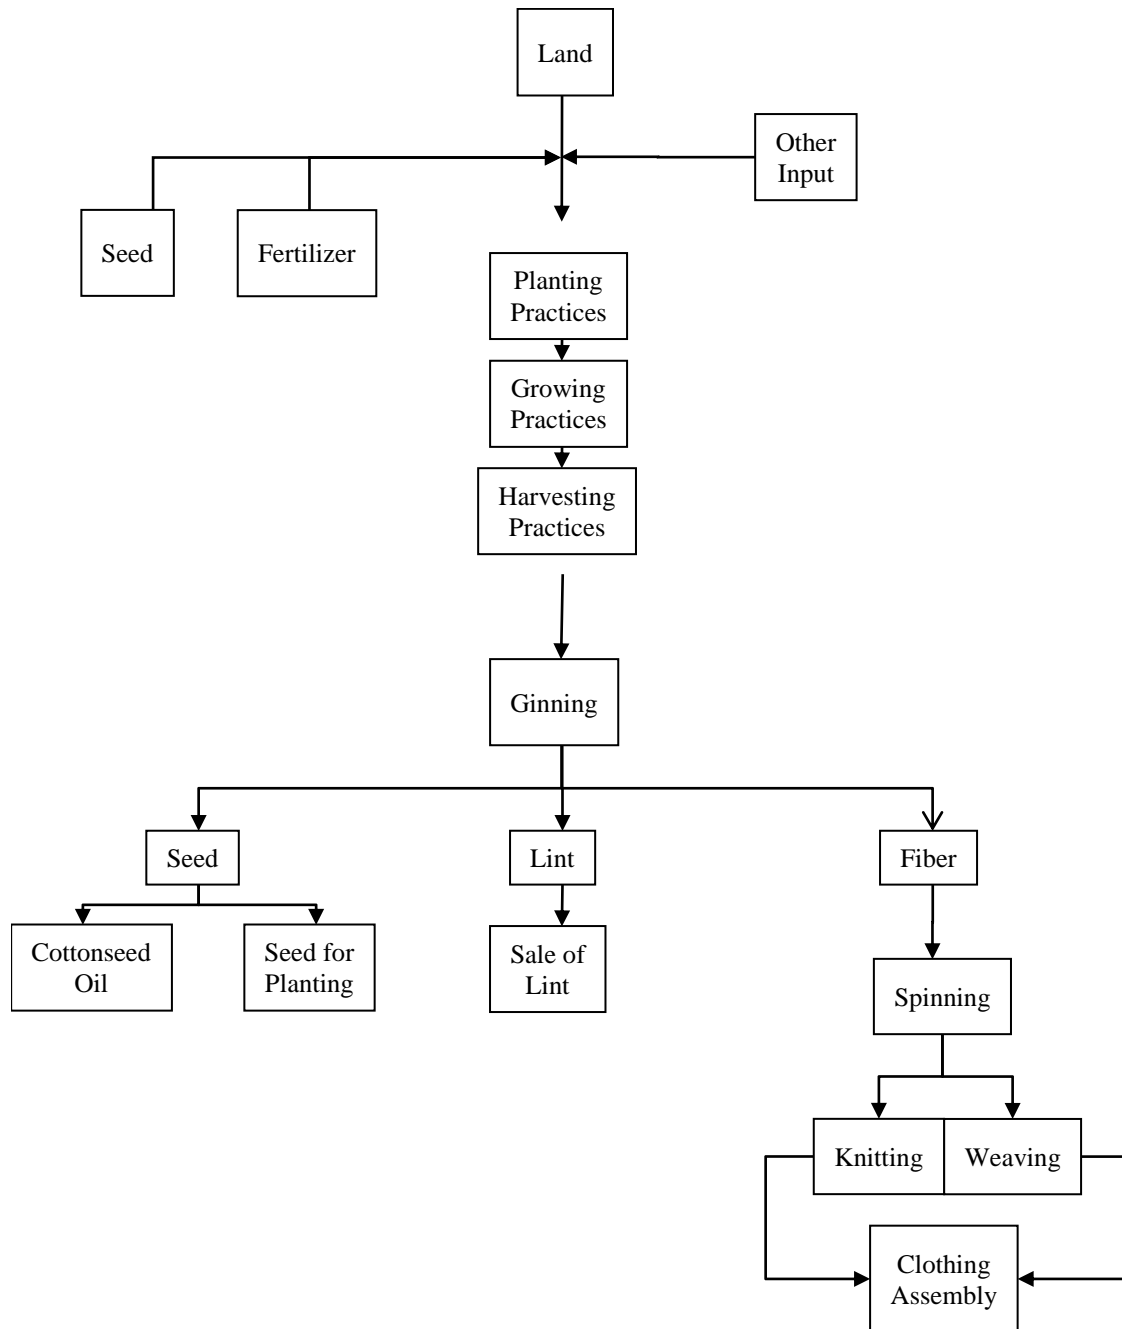 Land
Other
Input
Seed
Fertilizer
Planting
Practices
Growing
Practices
Harvesting
Practices
Ginning
Seed
Lint
Fiber
Cottonseed
Oil
Seed for
Planting
Sale of
Lint
Spinning
Knitting
Weaving
Clothing
Assembly